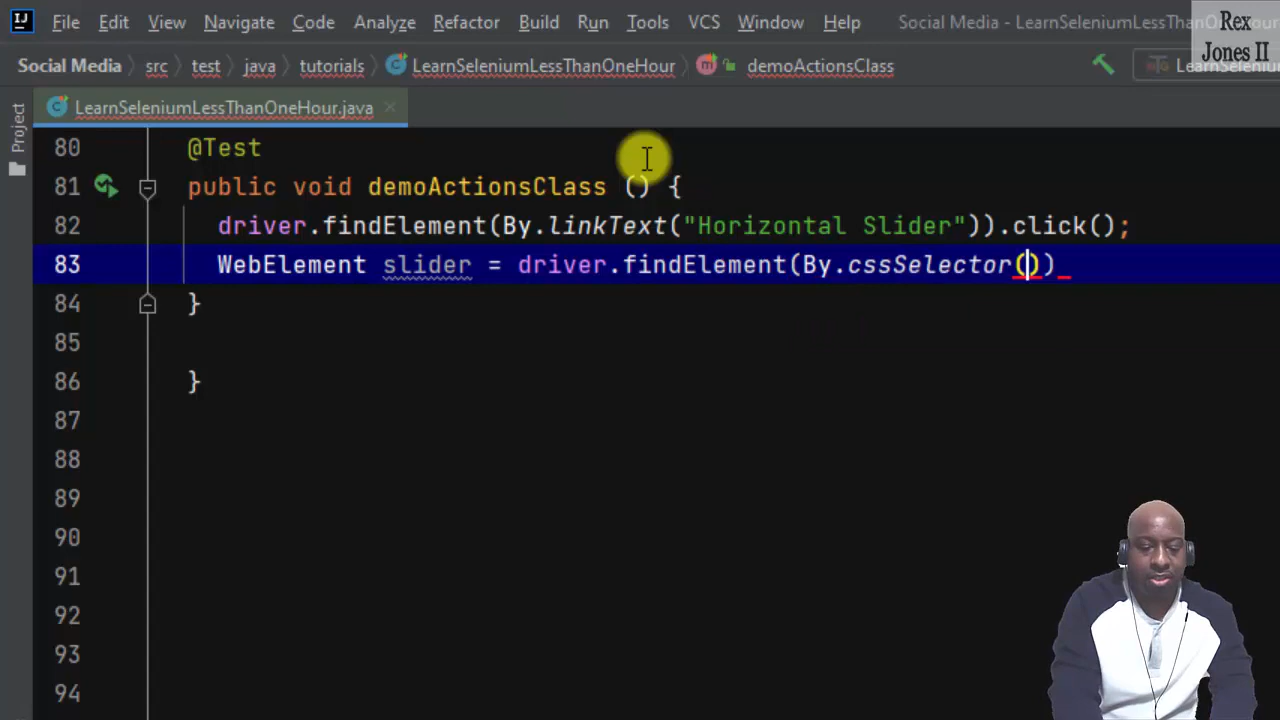 File Edit View Navigate Code Analyze Refactor Build Run Tools VCS Window Help Social Media - LearnSeleniumLessThanOneHour
Rex
Jones II
Social Media src test java tutorials LearnSeleniumLessThanOneHour demoActionsClass LearnSelenium
Project
LearnSeleniumLessThanOneHour.java
80 @Test
81 public void demoActionsClass () {
82 driver.findElement(By.linkText("Horizontal Slider")).click();
83 WebElement slider = driver.findElement(By.cssSelector())
84 }
85
86 }
87
88
89
90
91
92
93
94